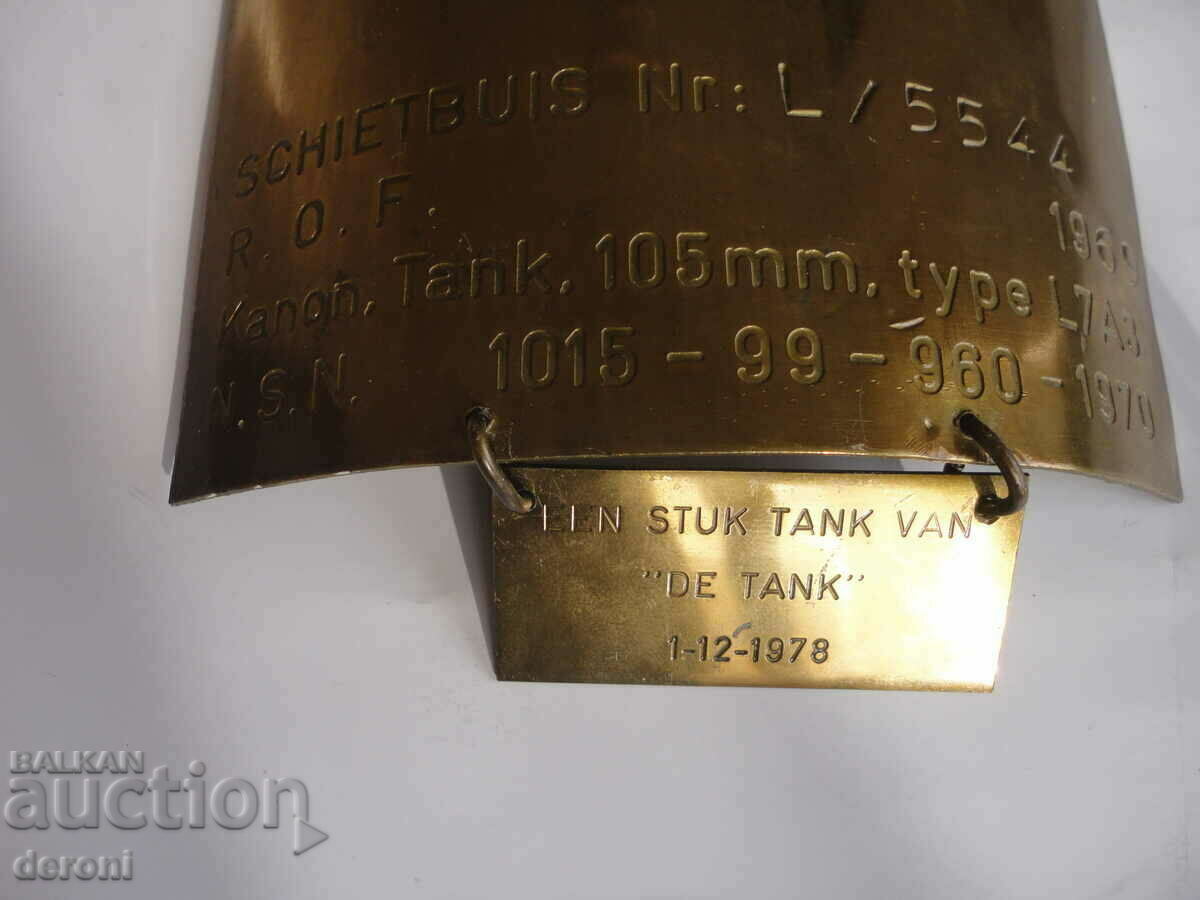 SCHIETBUIS Nr: L/5544
R.O.F. 1969
Kanon, Tank, 105mm, type L7A3
N.S.N. 1015-99-960-1970
EEN STUK TANK VAN
"DE TANK"
1-12-1978
BALKAN
auction
deroni